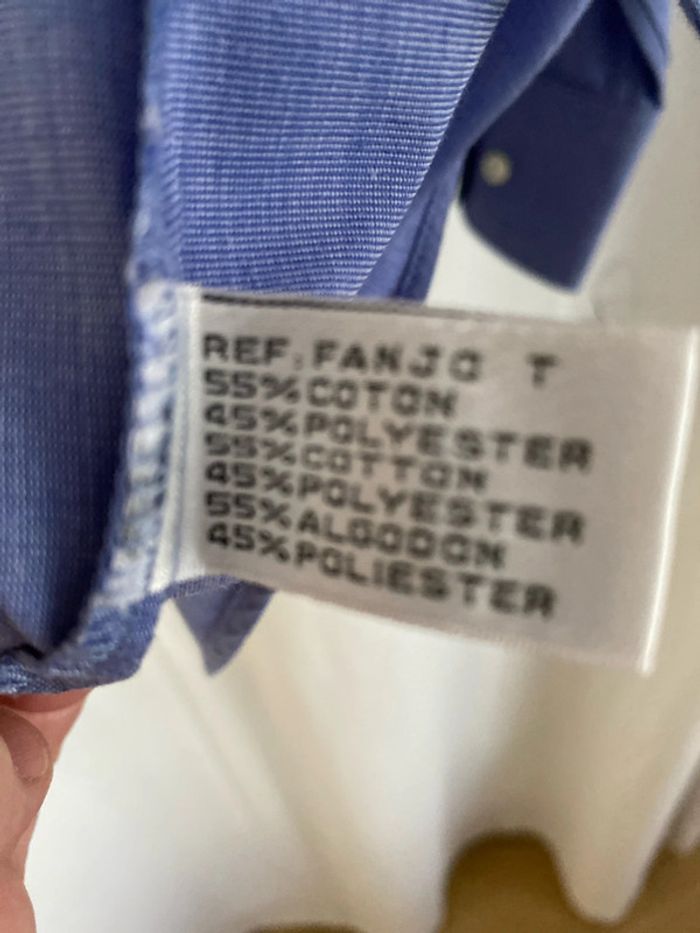 REF.FANJO T
55%COTON
45%POLYESTER
55%COTTON
45%POLYESTER
55%ALGODON
45%POLIESTER